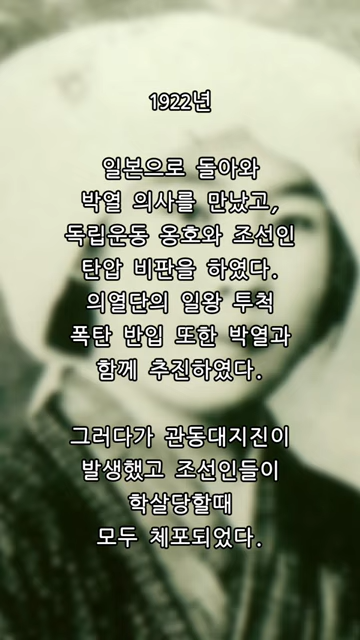 1922년
일본으로 돌아와
박열 의사를 만났고,
독립운동 옹호와 조선인
탄압 비판을 하였다.
의열단의 일왕 투척
폭탄 반입 또한 박열과
함께 추진하였다.
그러다가 관동대지진이
발생했고 조선인들이
학살당할때
모두 체포되었다.